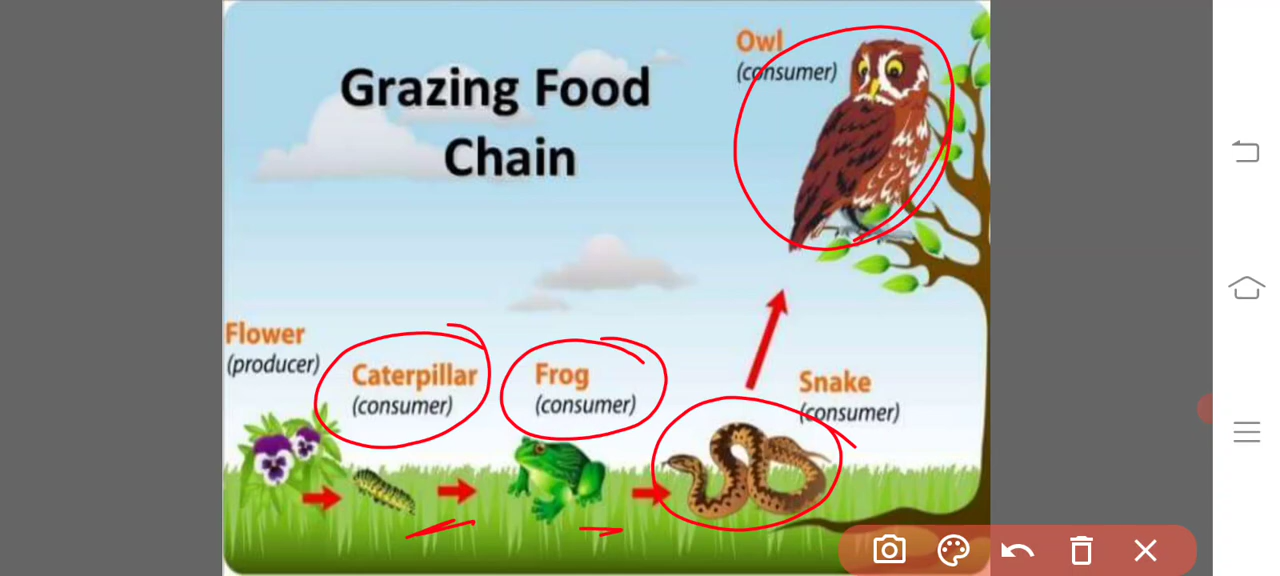 Owl
(consumer)
Grazing Food
Chain
Flower
(producer)
Caterpillar
(consumer)
Frog
(consumer)
Snake
(consumer)